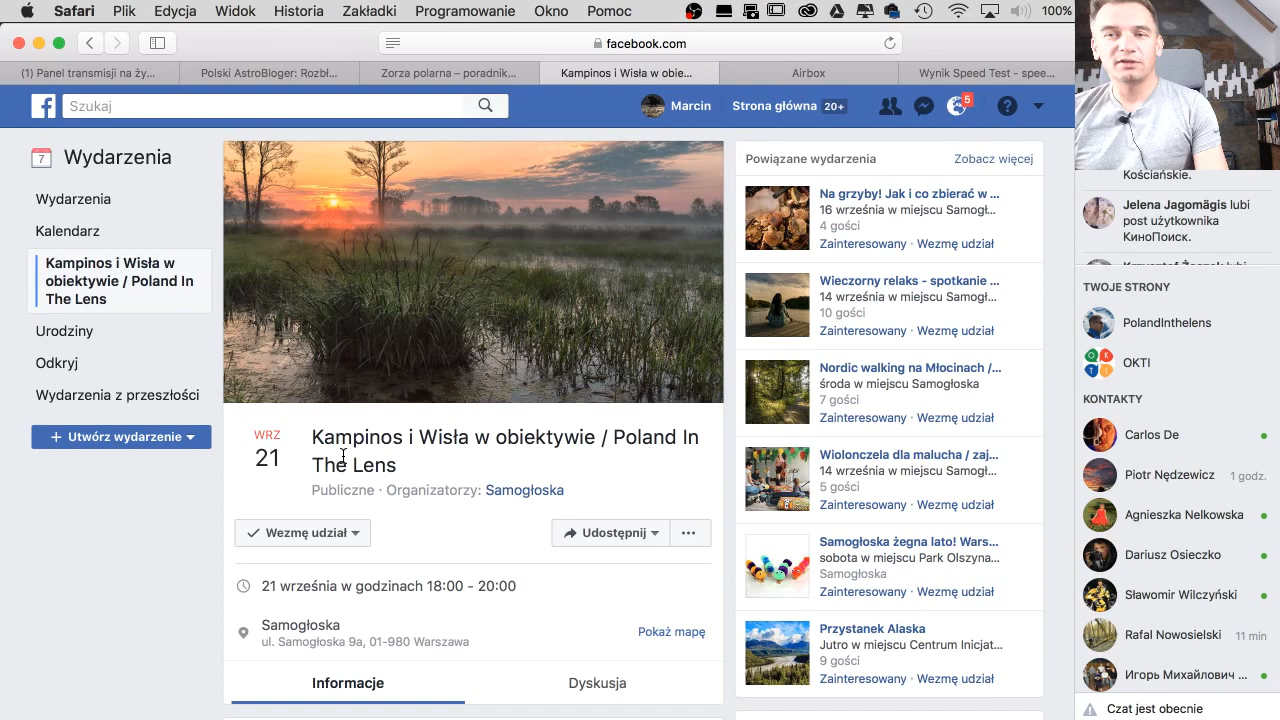 Safari Plik Edycja Widok Historia Zakładki Programowanie Okno Pomoc 100%
facebook.com
(1) Panel transmisji na ży... Polski AstroBloger: Rozbł... Zorza polarna – poradnik... Kampinos i Wisła w obie... Airbox Wynik Speed Test - spee...
Szukaj Marcin Strona główna 20+ 5
7 Wydarzenia
Wydarzenia
Kalendarz
Kampinos i Wisła w
obiektywie / Poland In
The Lens
Urodziny
Odkryj
Wydarzenia z przeszłości
+ Utwórz wydarzenie
WRZ
21
Kampinos i Wisła w obiektywie / Poland In
The Lens
Publiczne · Organizatorzy: Samogłoska
Wezmę udział Udostępnij ...
21 września w godzinach 18:00 - 20:00
Samogłoska
ul. Samogłoska 9a, 01-980 Warszawa
Pokaż mapę
Informacje Dyskusja
Powiązane wydarzenia Zobacz więcej
Na grzyby! Jak i co zbierać w ...
16 września w miejscu Samogł...
4 gości
Zainteresowany · Wezmę udział
Wieczorny relaks - spotkanie ...
14 września w miejscu Samogł...
10 gości
Zainteresowany · Wezmę udział
Nordic walking na Młocinach /...
środa w miejscu Samogłoska
7 gości
Zainteresowany · Wezmę udział
Wiolonczela dla malucha / zaj...
14 września w miejscu Samogł...
5 gości
Zainteresowany · Wezmę udział
Samogłoska żegna lato! Wars...
sobota w miejscu Park Olszyna...
Samogłoska
Zainteresowany · Wezmę udział
Przystanek Alaska
Jutro w miejscu Centrum Inicjat...
9 gości
Zainteresowany · Wezmę udział
Kościańskie.
Jelena Jagomägis lubi
post użytkownika
КиноПоиск.
TWOJE STRONY
PolandInthelens
OKTI
KONTAKTY
Carlos De
Piotr Nędzewicz 1 godz.
Agnieszka Nelkowska
Dariusz Osieczko
Sławomir Wilczyński
Rafal Nowosielski 11 min
Игорь Михайлович ...
Czat jest obecnie